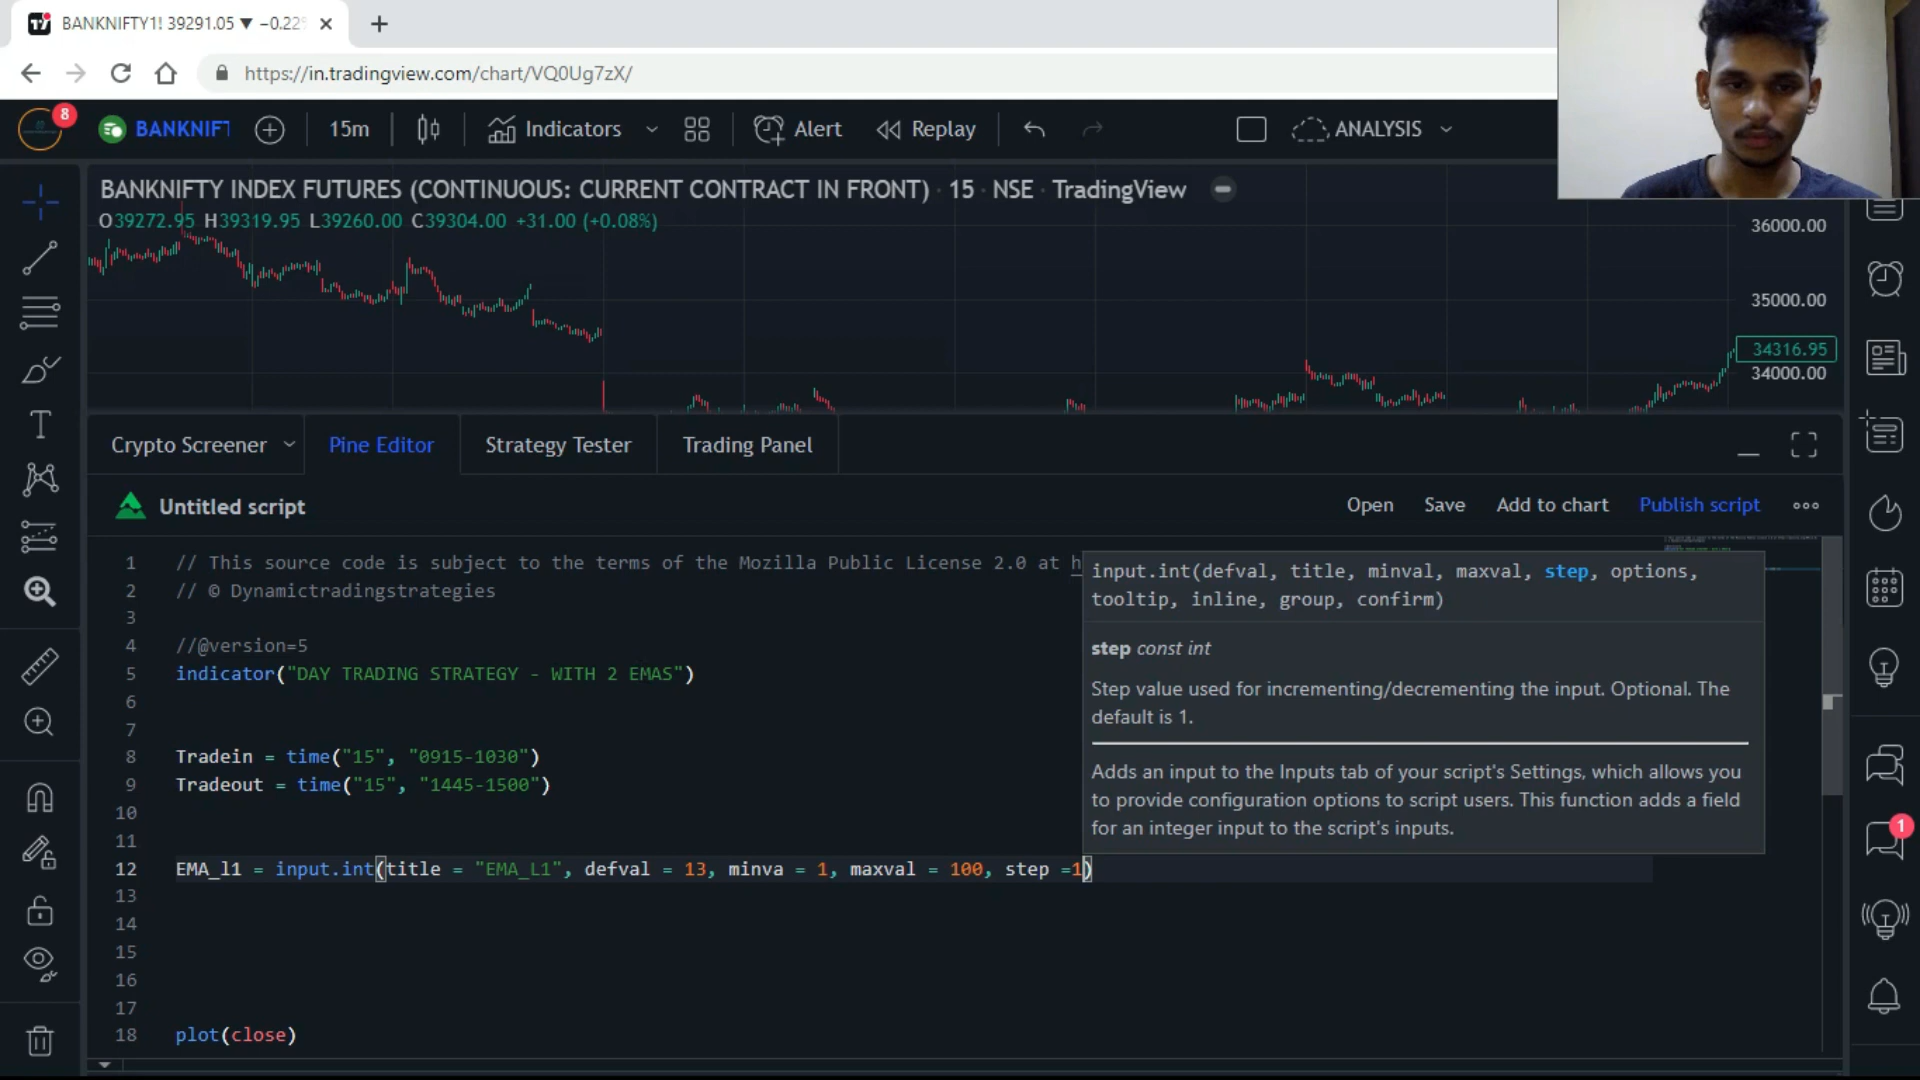 BANKNIFTY1! 39291.05 ▼ −0.22
https://in.tradingview.com/chart/VQ0Ug7zX/
8
BANKNIFT
15m
Indicators
Alert
Replay
ANALYSIS
BANKNIFTY INDEX FUTURES (CONTINUOUS: CURRENT CONTRACT IN FRONT) · 15 · NSE · TradingView
O39272.95 H39319.95 L39260.00 C39304.00 +31.00 (+0.08%)
36000.00
35000.00
34316.95
34000.00
Crypto Screener
Pine Editor
Strategy Tester
Trading Panel
Untitled script
Open
Save
Add to chart
Publish script
1 // This source code is subject to the terms of the Mozilla Public License 2.0 at h
2 // © Dynamictradingstrategies
3
4 //@version=5
5 indicator("DAY TRADING STRATEGY - WITH 2 EMAS")
6
7
8 Tradein = time("15", "0915-1030")
9 Tradeout = time("15", "1445-1500")
10
11
12 EMA_l1 = input.int(title = "EMA_L1", defval = 13, minva = 1, maxval = 100, step =1)
13
14
15
16
17
18 plot(close)
input.int(defval, title, minval, maxval, step, options,
tooltip, inline, group, confirm)
step const int
Step value used for incrementing/decrementing the input. Optional. The
default is 1.
Adds an input to the Inputs tab of your script's Settings, which allows you
to provide configuration options to script users. This function adds a field
for an integer input to the script's inputs.
1